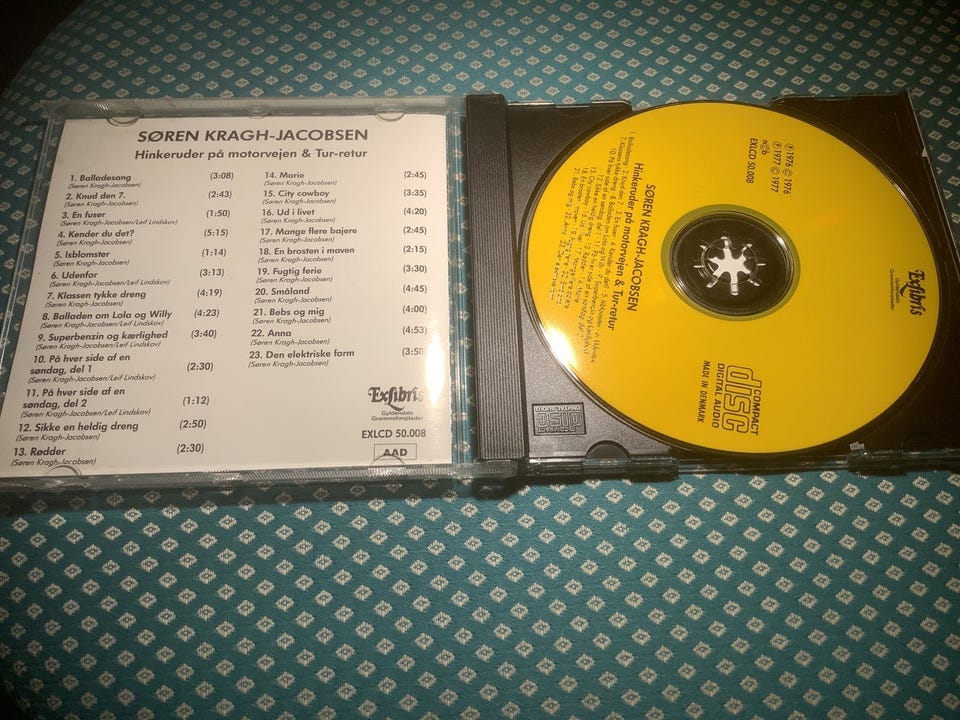 SØREN KRAGH-JACOBSEN
Hinkeruder på motorvejen & Tur-retur
1. Balladesang (3:08)
(Søren Kragh-Jacobsen)
2. Knud den 7. (2:43)
(Søren Kragh-Jacobsen)
3. En fuser (1:50)
(Søren Kragh-Jacobsen/Leif Lindskov)
4. Kender du det? (5:15)
(Søren Kragh-Jacobsen)
5. Isblomster (1:14)
(Søren Kragh-Jacobsen)
6. Udenfor (3:13)
(Søren Kragh-Jacobsen/Leif Lindskov)
7. Klassen tykke dreng (4:19)
(Søren Kragh-Jacobsen)
8. Balladen om Lola og Willy (4:23)
(Søren Kragh-Jacobsen/Leif Lindskov)
9. Superbenzin og kærlighed (3:40)
(Søren Kragh-Jacobsen/Leif Lindskov)
10. På hver side af en
søndag, del 1 (2:30)
(Søren Kragh-Jacobsen/Leif Lindskov)
11. På hver side af en
søndag, del 2 (1:12)
(Søren Kragh-Jacobsen/Leif Lindskov)
12. Sikke en heldig dreng (2:50)
(Søren Kragh-Jacobsen)
13. Rødder (2:30)
(Søren Kragh-Jacobsen)
14. Marie (2:45)
(Søren Kragh-Jacobsen)
15. City cowboy (3:35)
(Søren Kragh-Jacobsen)
16. Ud i livet (4:20)
(Søren Kragh-Jacobsen)
17. Mange flere bajere (2:45)
(Søren Kragh-Jacobsen)
18. En brosten i maven (2:15)
(Søren Kragh-Jacobsen)
19. Fugtig ferie (3:30)
(Søren Kragh-Jacobsen)
20. Småland (4:45)
(Søren Kragh-Jacobsen)
21. Bebs og mig (4:00)
(Søren Kragh-Jacobsen)
22. Anna (4:53)
(Søren Kragh-Jacobsen)
23. Den elektriske farm (3:50)
(Søren Kragh-Jacobsen)
Exlibris
Gyldendals
Grammofonplader
EXLCD 50.008
AAD
SØREN KRAGH-JACOBSEN
Hinkeruder på motorvejen & Tur-retur
℗ 1976 © 1976
℗ 1977 © 1977
n©b
EXLCD 50.008
Exlibris
Gyldendals
Grammofonplader
COMPACT
disc
DIGITAL AUDIO
MADE IN DENMARK
COMPACT
disc
DIGITAL AUDIO